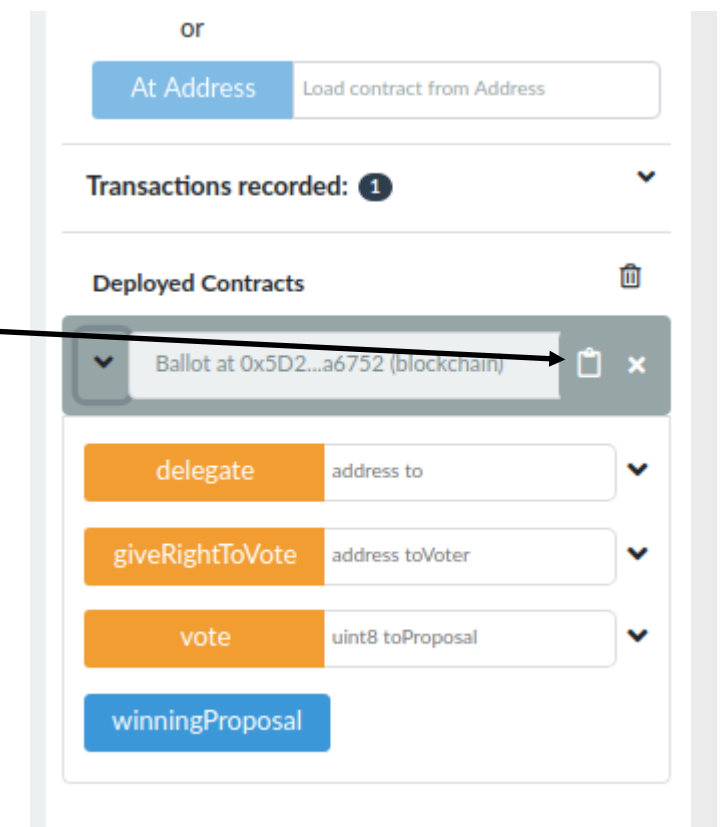 or
At Address Load contract from Address
Transactions recorded: 1
Deployed Contracts
Ballot at 0x5D2...a6752 (blockchain)
delegate address to
giveRightToVote address toVoter
vote uint8 toProposal
winningProposal